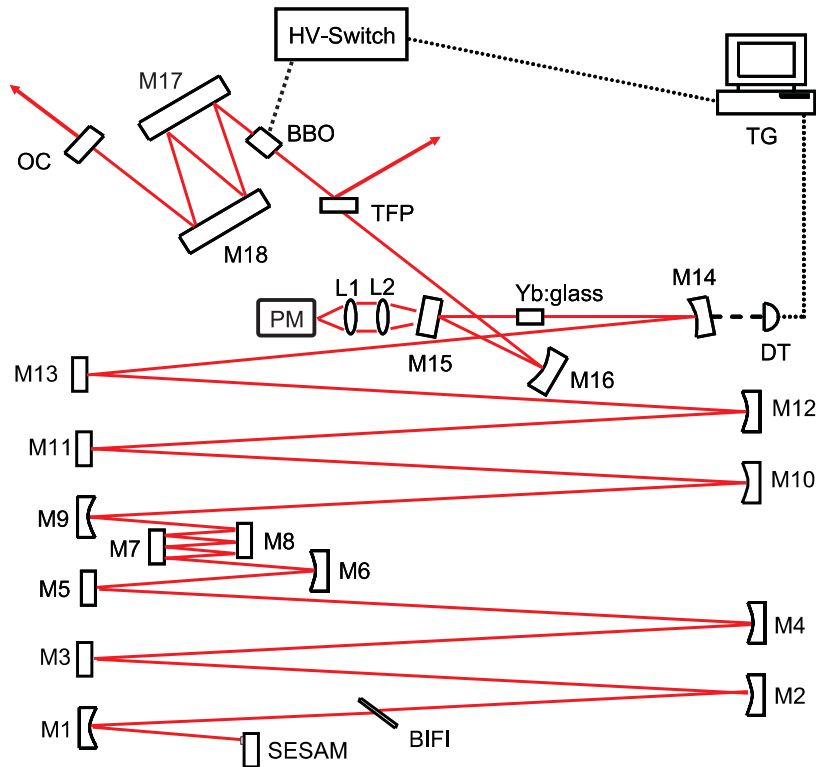 HV-Switch
M17
TG
BBO
OC
TFP
M18
M14
Yb:glass
L1 L2
PM
DT
M15
M16
M13
M12
M11
M10
M9
M8
M7
M6
M5
M4
M3
M2
M1
BIFI
SESAM